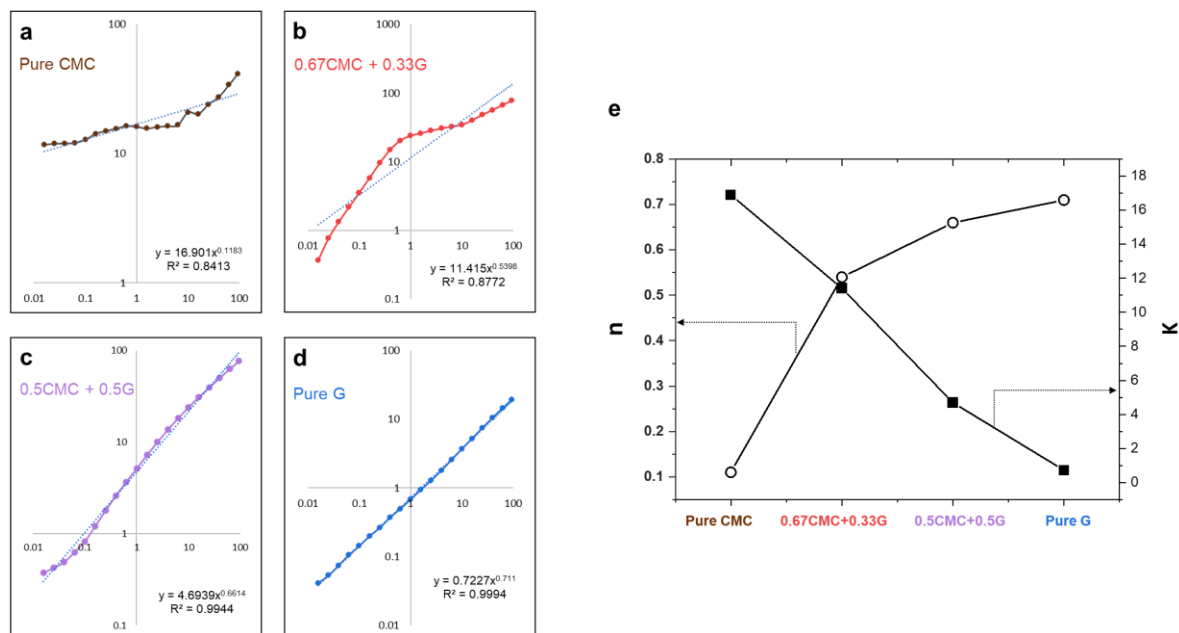 a
Pure CMC
100
10
1
0.01 0.1 1 10 100
y = 16.901x^0.1183
R² = 0.8413
b
0.67CMC + 0.33G
1000
100
10
1
0.1
0.01 0.1 1 10 100
y = 11.415x^0.5398
R² = 0.8772
c
0.5CMC + 0.5G
100
10
1
0.1
0.01 0.1 1 10 100
y = 4.6939x^0.6614
R² = 0.9944
d
Pure G
100
10
1
0.1
0.01
0.01 0.1 1 10 100
y = 0.7227x^0.711
R² = 0.9994
e
n
0.8
0.7
0.6
0.5
0.4
0.3
0.2
0.1
K
18
16
14
12
10
8
6
4
2
0
Pure CMC 0.67CMC+0.33G 0.5CMC+0.5G Pure G